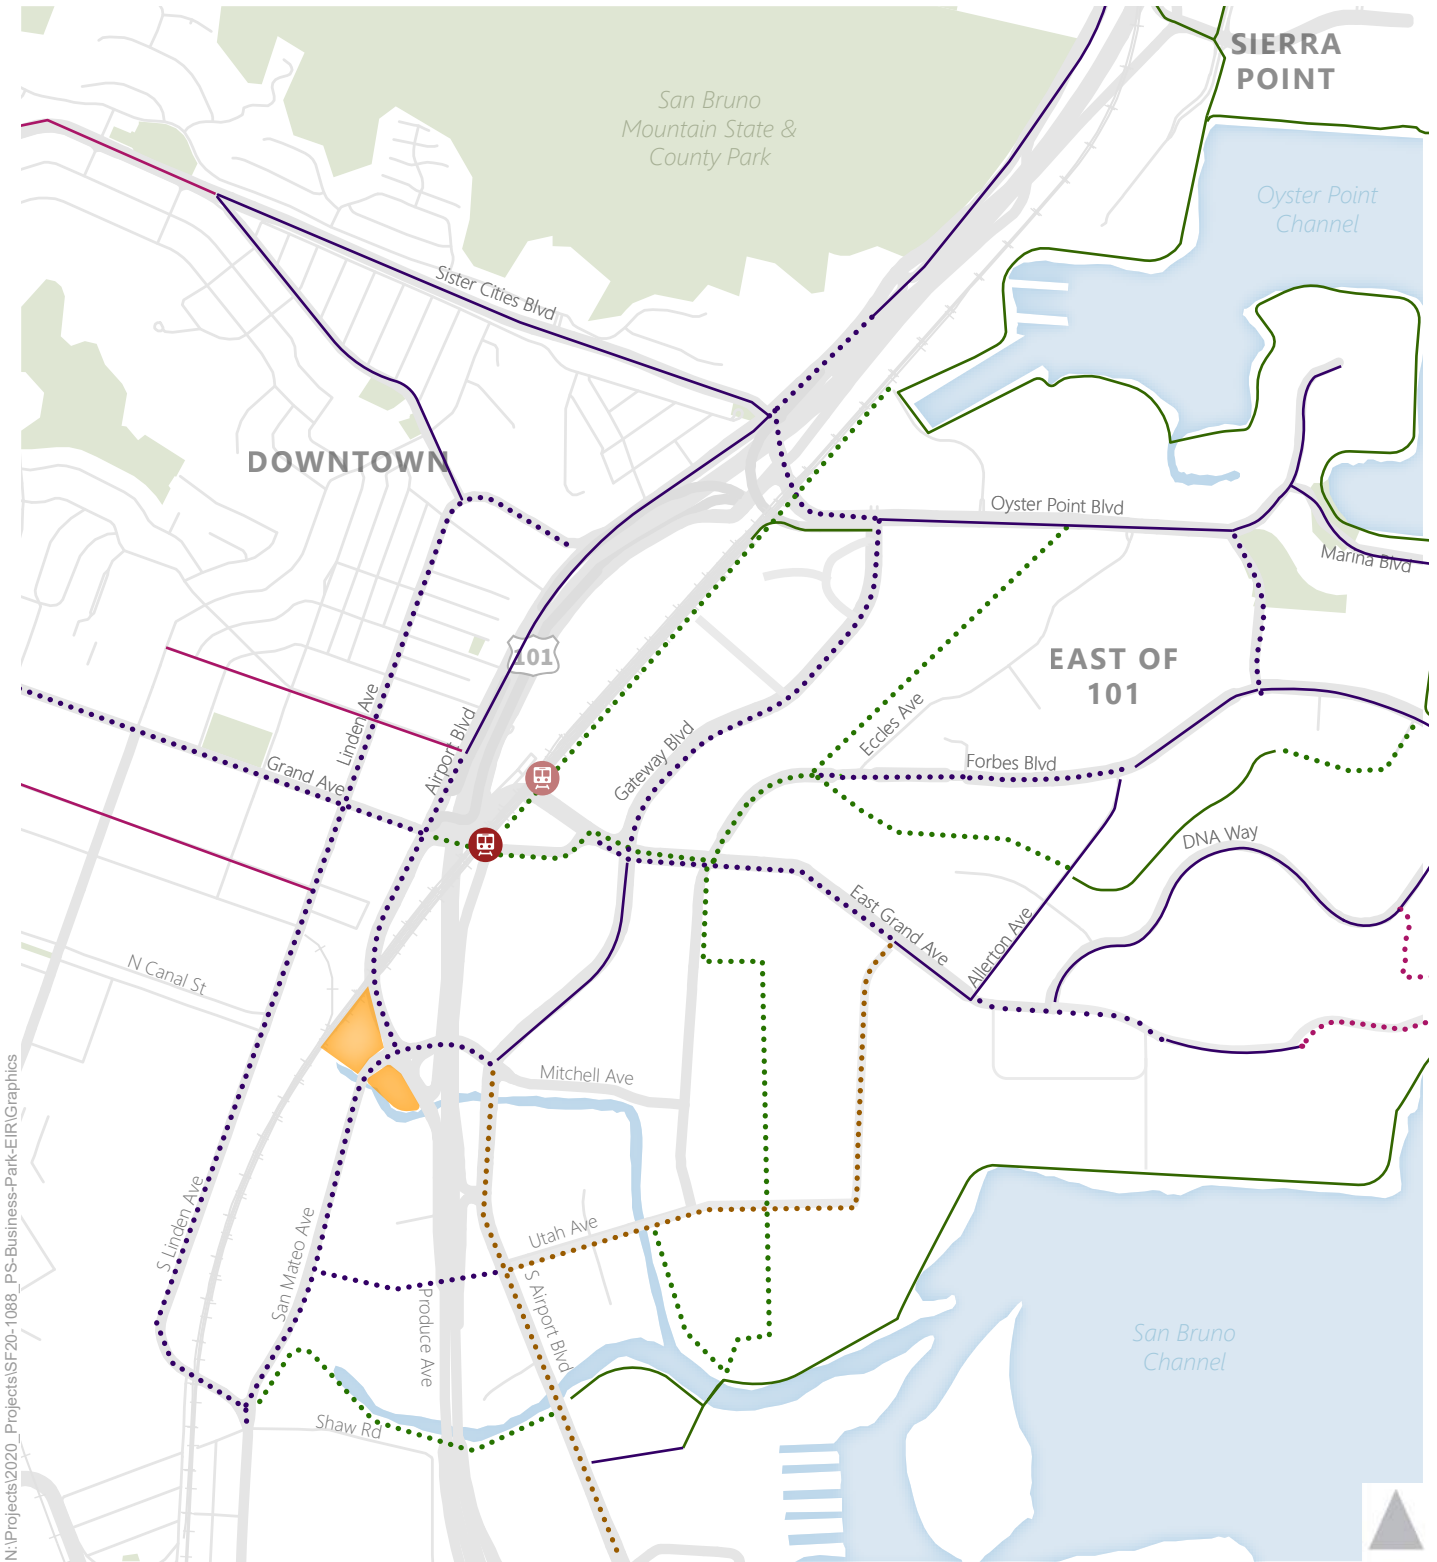 SIERRA
POINT
San Bruno
Mountain State &
County Park
Oyster Point
Channel
Sister Cities Blvd
DOWNTOWN
Oyster Point Blvd
Marina Blvd
101
EAST OF
101
Linden Ave
Airport Blvd
Eccles Ave
Gateway Blvd
Grand Ave
Forbes Blvd
DNA Way
East Grand Ave
Allerton Ave
N Canal St
Mitchell Ave
S Linden Ave
San Mateo Ave
Utah Ave
S Airport Blvd
Produce Ave
San Bruno
Channel
Shaw Rd
N:\Projects\2020_Projects\SF20-1088_PS-Business-Park-EIR\Graphics